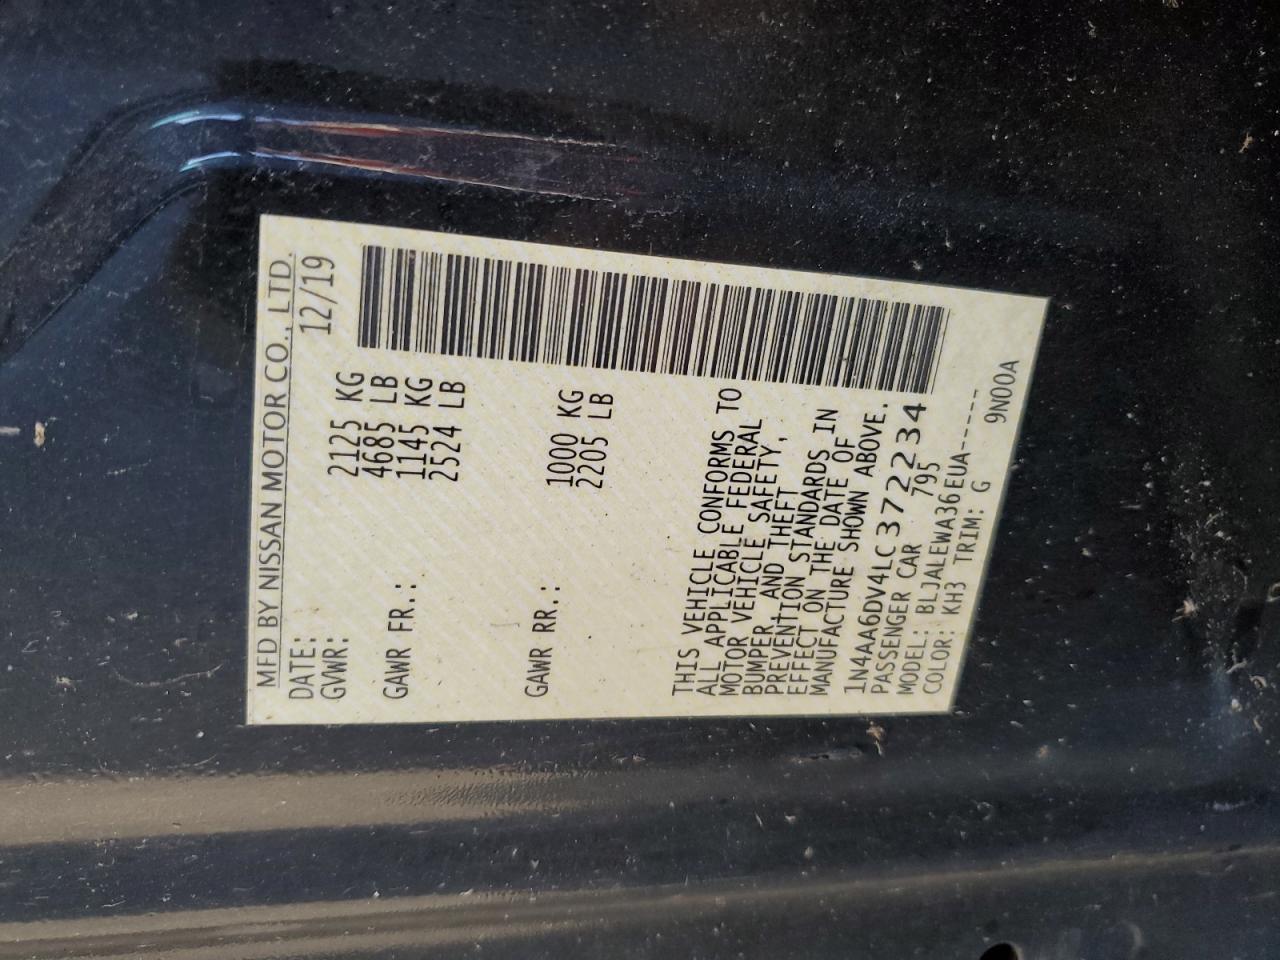 MFD BY NISSAN MOTOR CO., LTD.
DATE: 12/19
GVWR: 2125 KG
4685 LB
GAWR FR.: 1145 KG
2524 LB
GAWR RR.: 1000 KG
2205 LB
THIS VEHICLE CONFORMS TO
ALL APPLICABLE FEDERAL
MOTOR VEHICLE SAFETY,
BUMPER, AND THEFT
PREVENTION STANDARDS IN
EFFECT ON THE DATE OF
MANUFACTURE SHOWN ABOVE.
1N4AA6DV4LC372234
PASSENGER CAR 795
MODEL: BLJALEWA36EUA-----
COLOR: KH3 TRIM: G 9N00A